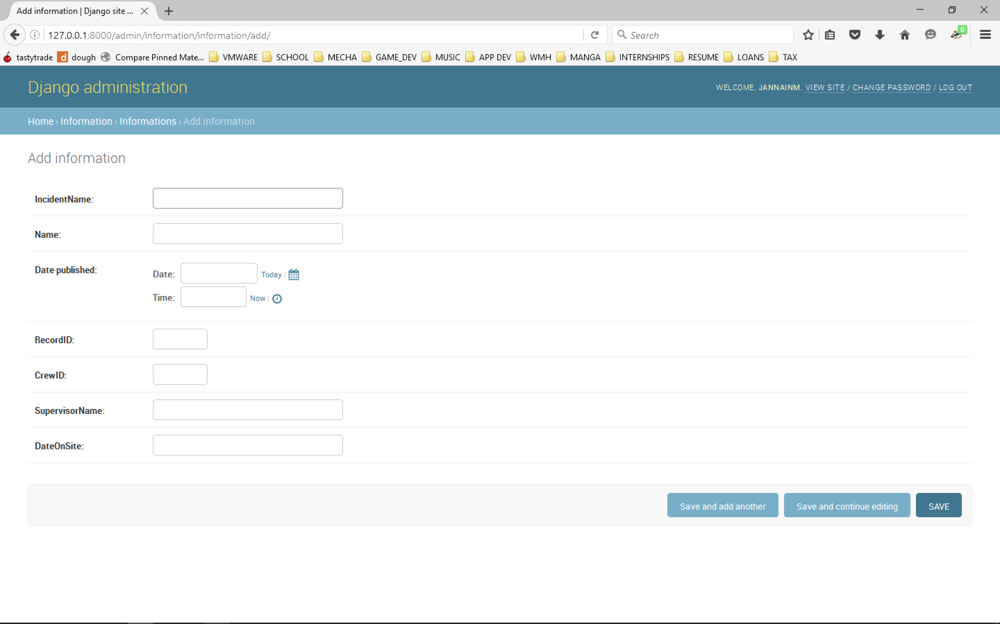 Add information | Django site ...
127.0.0.1:8000/admin/information/information/add/
Search
0
tastytrade d dough Compare Pinned Mate... VMWARE SCHOOL MECHA GAME_DEV MUSIC APP DEV WMH MANGA INTERNSHIPS RESUME LOANS TAX
Django administration
WELCOME, JANNAINM. VIEW SITE / CHANGE PASSWORD / LOG OUT
Home › Information › Informations › Add information
Add information
IncidentName:
Name:
Date published:
Date: Today |
Time: Now |
RecordID:
CrewID:
SupervisorName:
DateOnSite:
Save and add another Save and continue editing SAVE